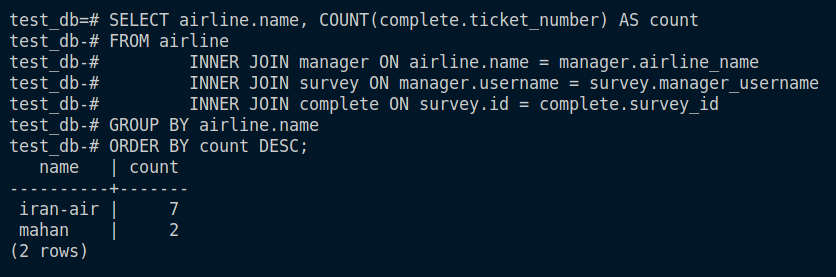 test_db=# SELECT airline.name, COUNT(complete.ticket_number) AS count
test_db-# FROM airline
test_db-#         INNER JOIN manager ON airline.name = manager.airline_name
test_db-#         INNER JOIN survey ON manager.username = survey.manager_username
test_db-#         INNER JOIN complete ON survey.id = complete.survey_id
test_db-# GROUP BY airline.name
test_db-# ORDER BY count DESC;
   name   | count
----------+-------
 iran-air |     7
 mahan    |     2
(2 rows)